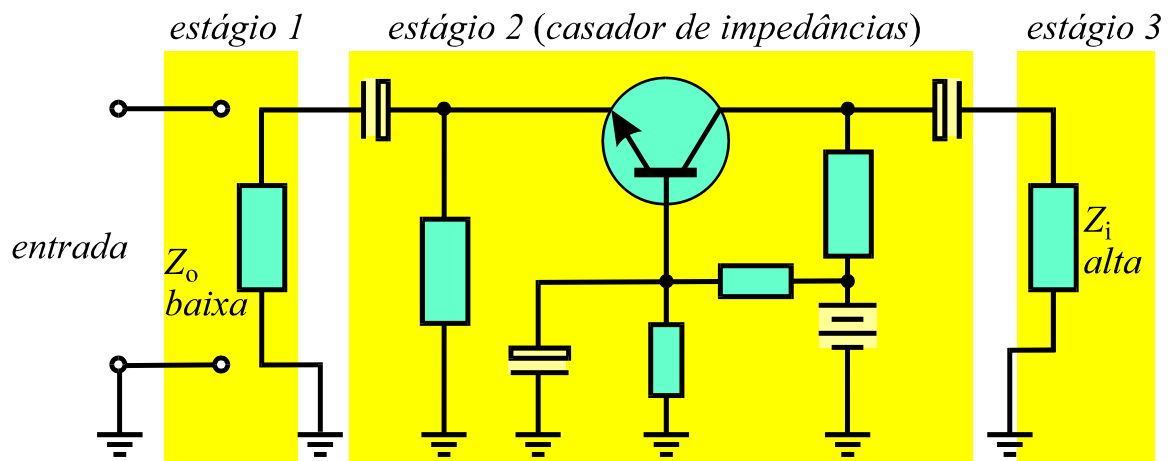 estágio 1
estágio 2 (casador de impedâncias)
estágio 3
entrada
Zo
baixa
Zi
alta